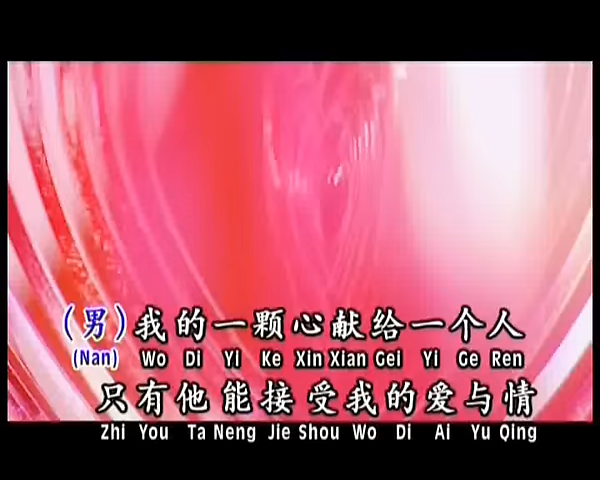 (男)我的一颗心献给一个人
(Nan) Wo Di Yi Ke Xin Xian Gei Yi Ge Ren
只有他能接受我的爱与情
Zhi You Ta Neng Jie Shou Wo Di Ai Yu Qing